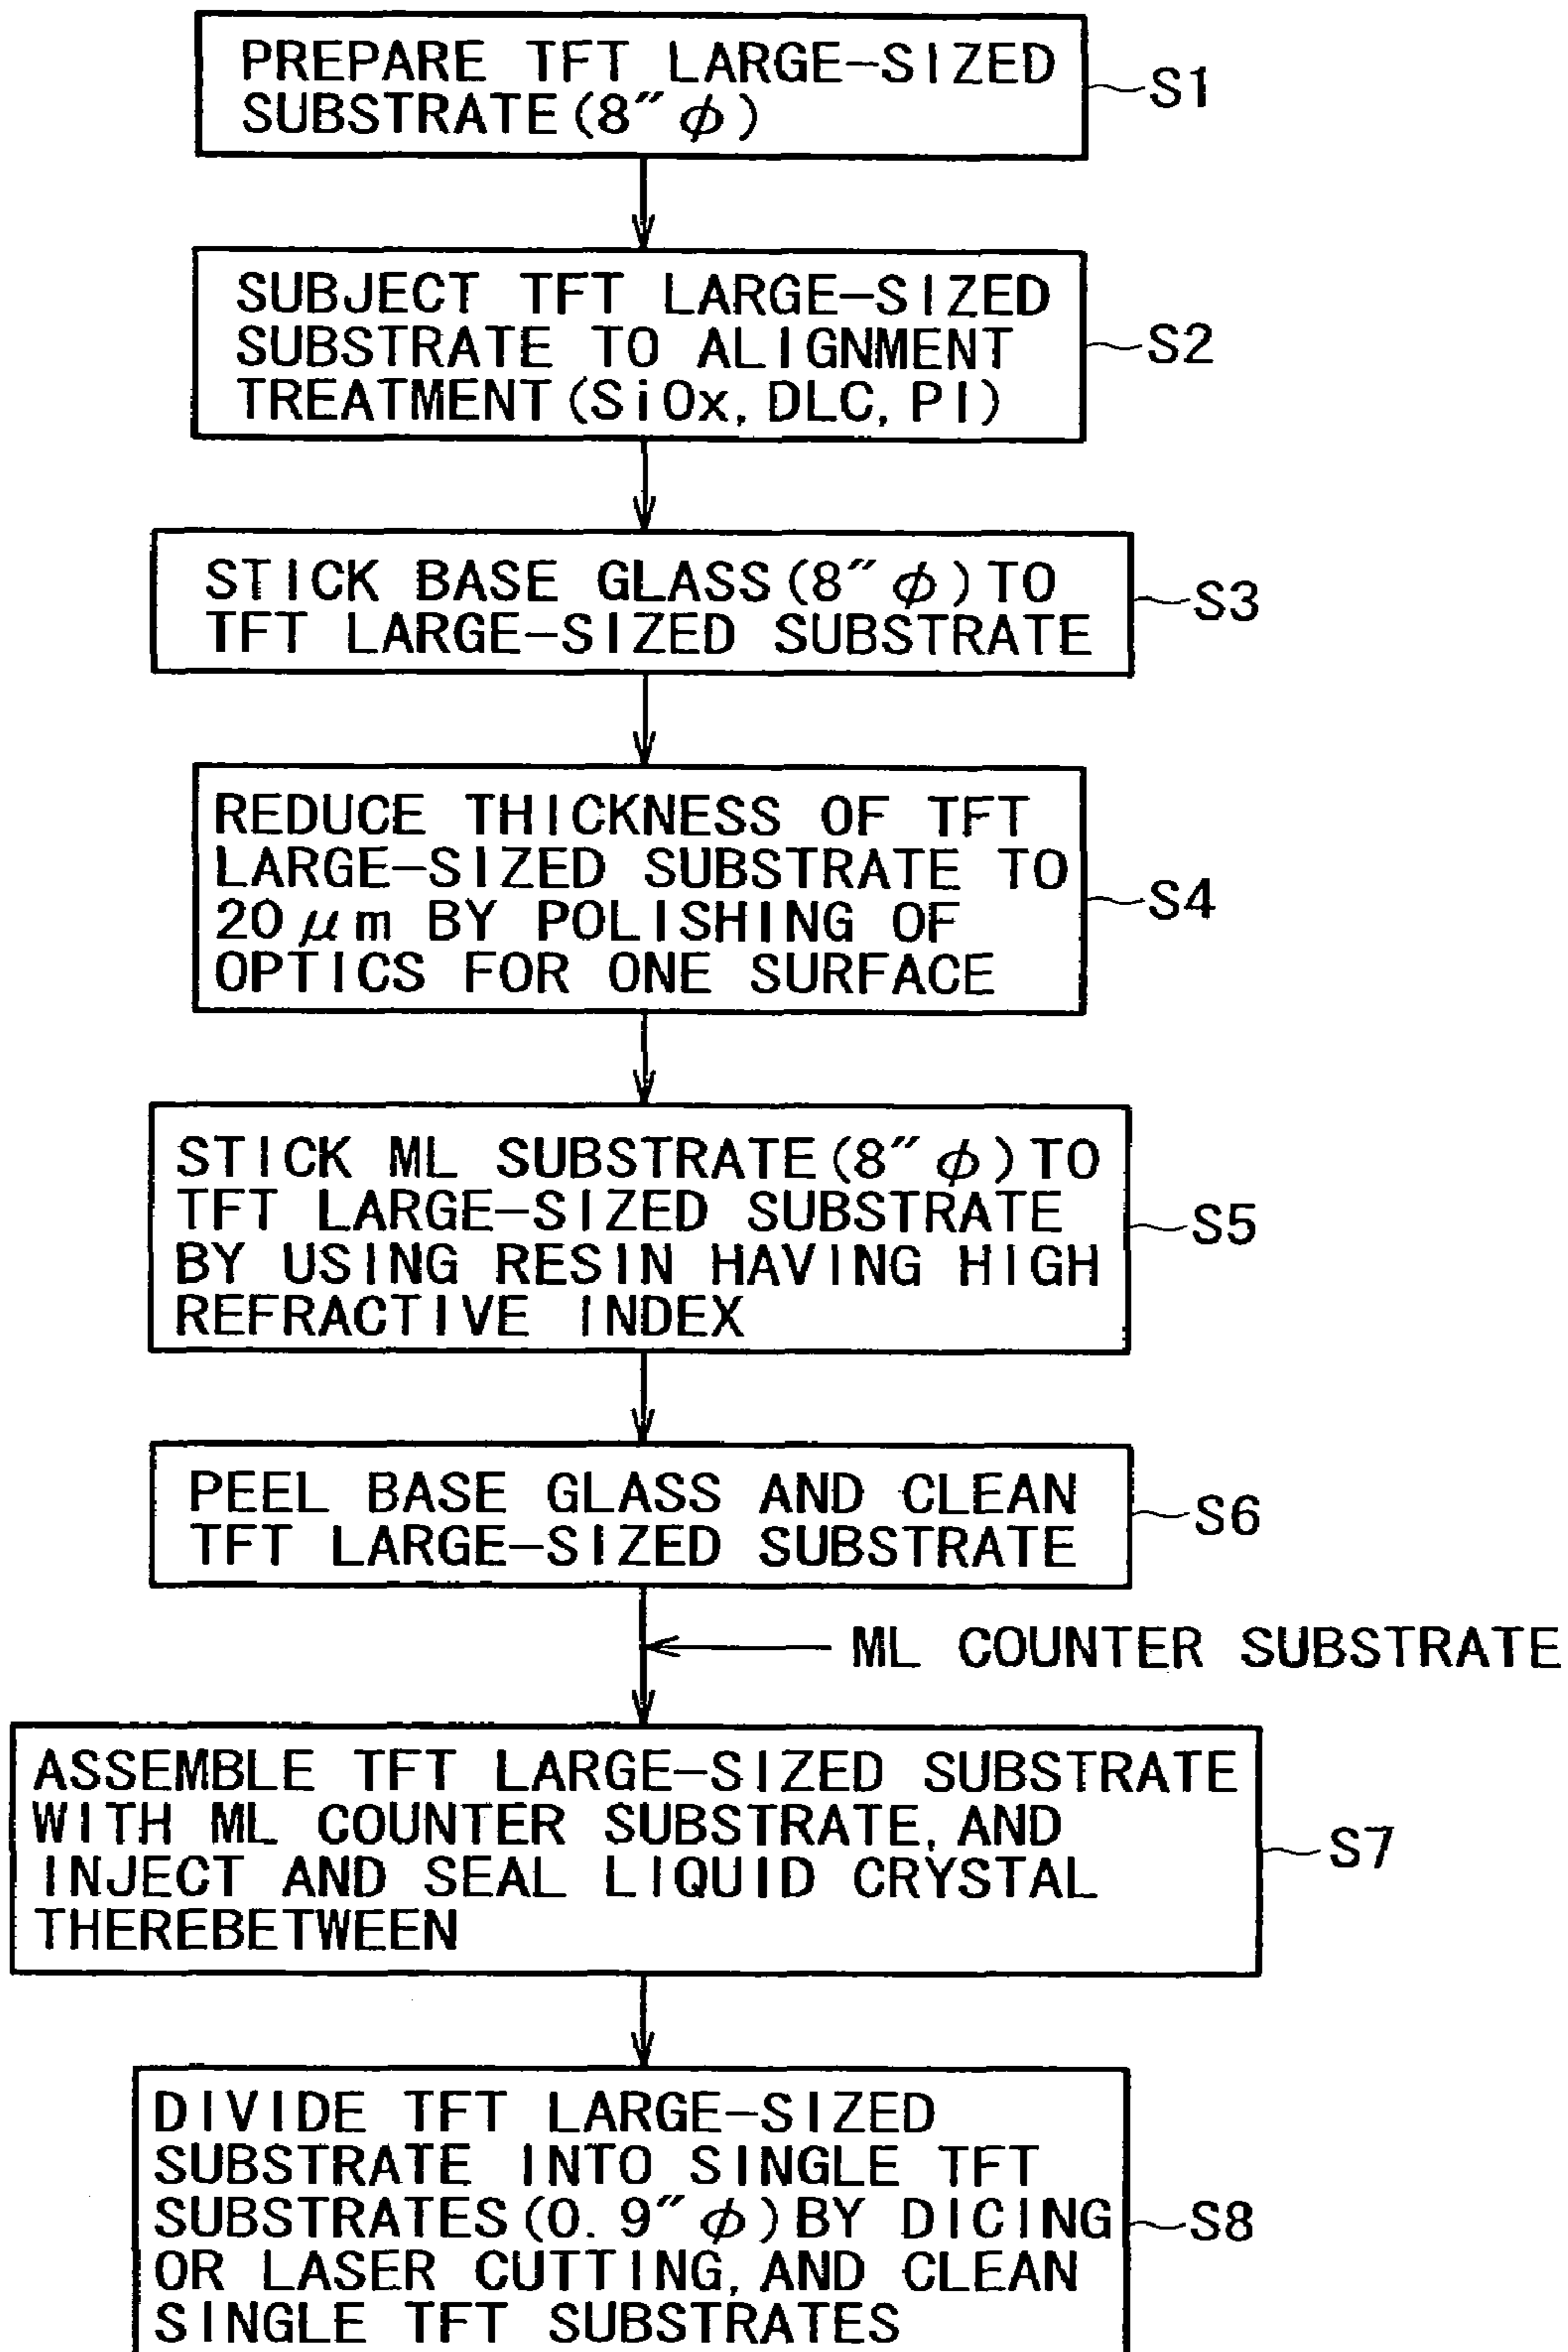 PREPARE TFT LARGE-SIZED
SUBSTRATE(8″φ)
S1
SUBJECT TFT LARGE-SIZED
SUBSTRATE TO ALIGNMENT
TREATMENT(SiOx, DLC, PI)
S2
STICK BASE GLASS(8″φ)TO
TFT LARGE-SIZED SUBSTRATE
S3
REDUCE THICKNESS OF TFT
LARGE-SIZED SUBSTRATE TO
20μm BY POLISHING OF
OPTICS FOR ONE SURFACE
S4
STICK ML SUBSTRATE(8″φ)TO
TFT LARGE-SIZED SUBSTRATE
BY USING RESIN HAVING HIGH
REFRACTIVE INDEX
S5
PEEL BASE GLASS AND CLEAN
TFT LARGE-SIZED SUBSTRATE
S6
ML COUNTER SUBSTRATE
ASSEMBLE TFT LARGE-SIZED SUBSTRATE
WITH ML COUNTER SUBSTRATE, AND
INJECT AND SEAL LIQUID CRYSTAL
THEREBETWEEN
S7
DIVIDE TFT LARGE-SIZED
SUBSTRATE INTO SINGLE TFT
SUBSTRATES(0.9″φ)BY DICING
OR LASER CUTTING, AND CLEAN
SINGLE TFT SUBSTRATES
S8